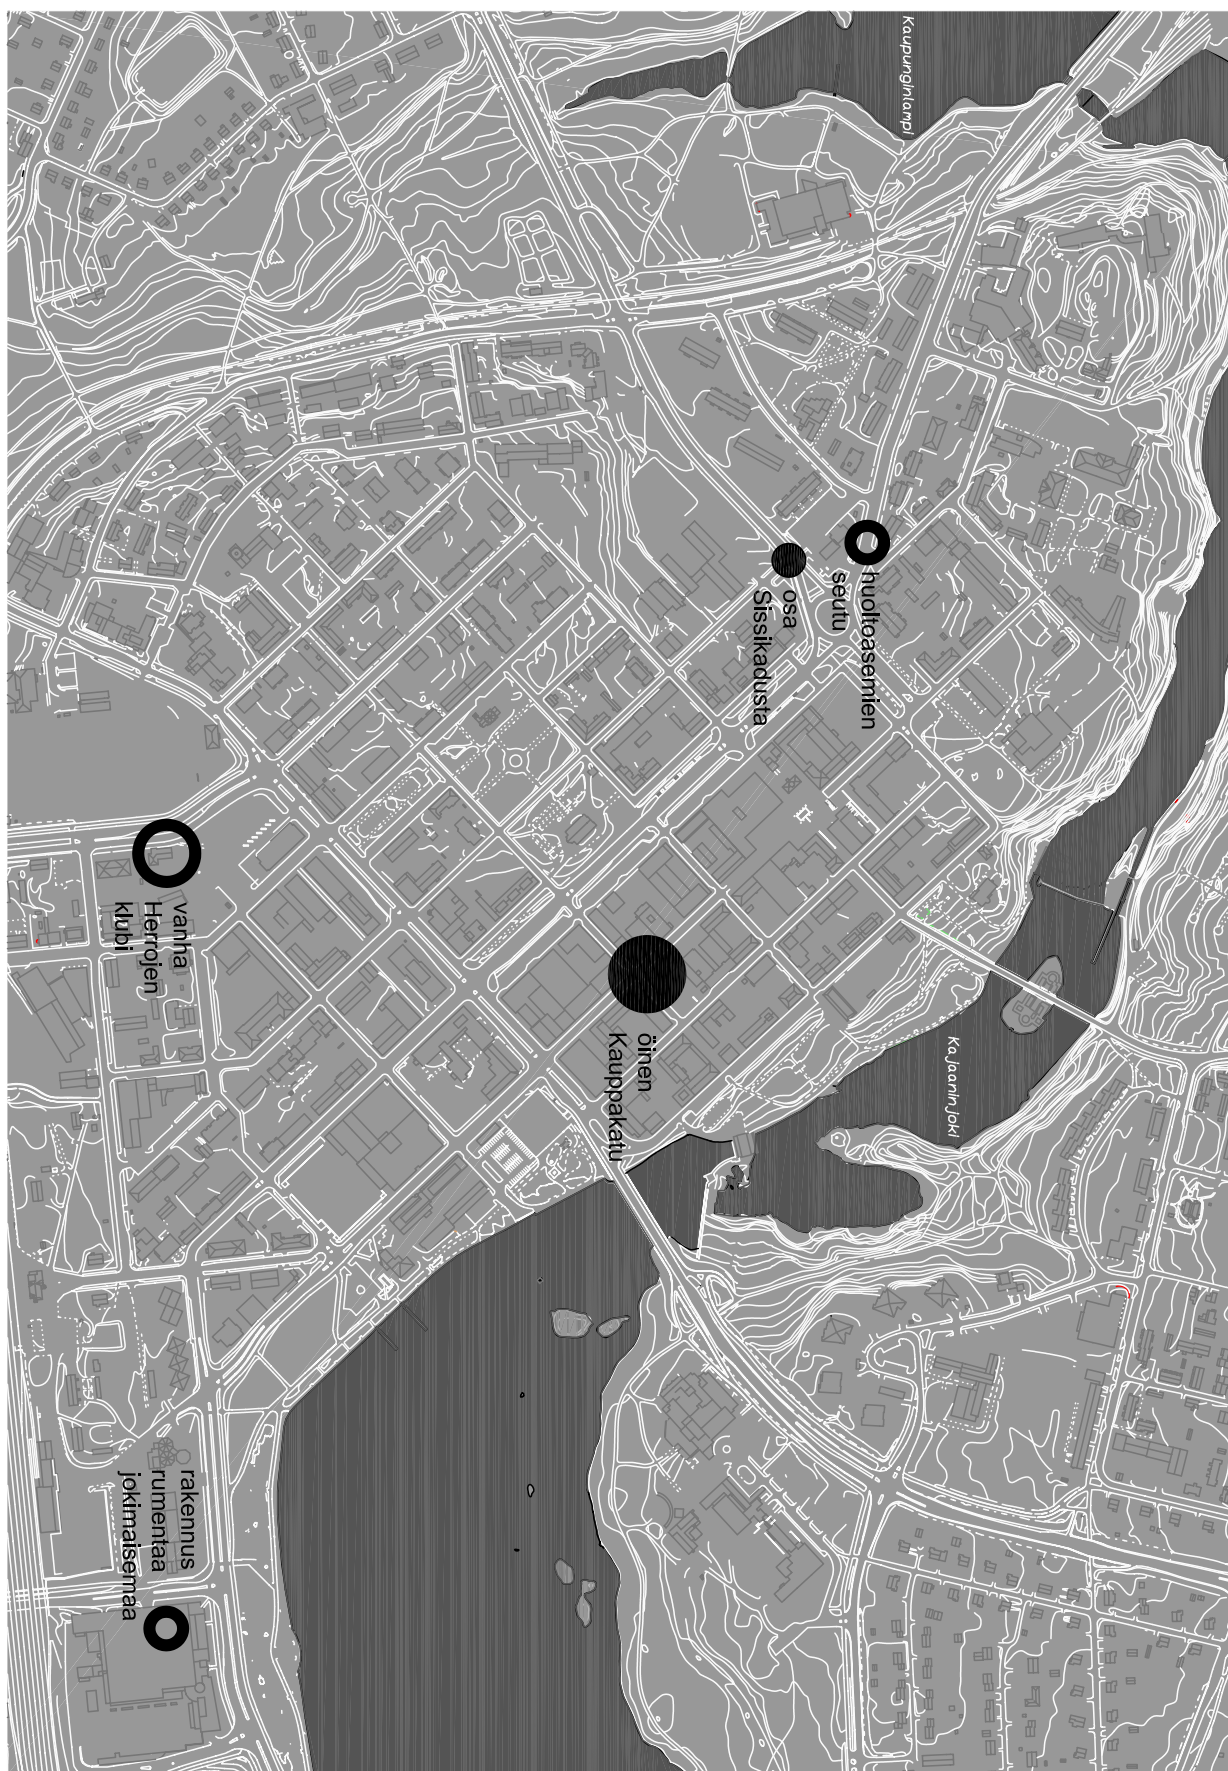 Kaupunginlampi
Kajaaninjoki
huoltoasemien
seutu
osa
Sissikadusta
öinen
Kauppakatu
vanha
Herrojen
klubi
rakennus
rumentaa
jokimaisemaa